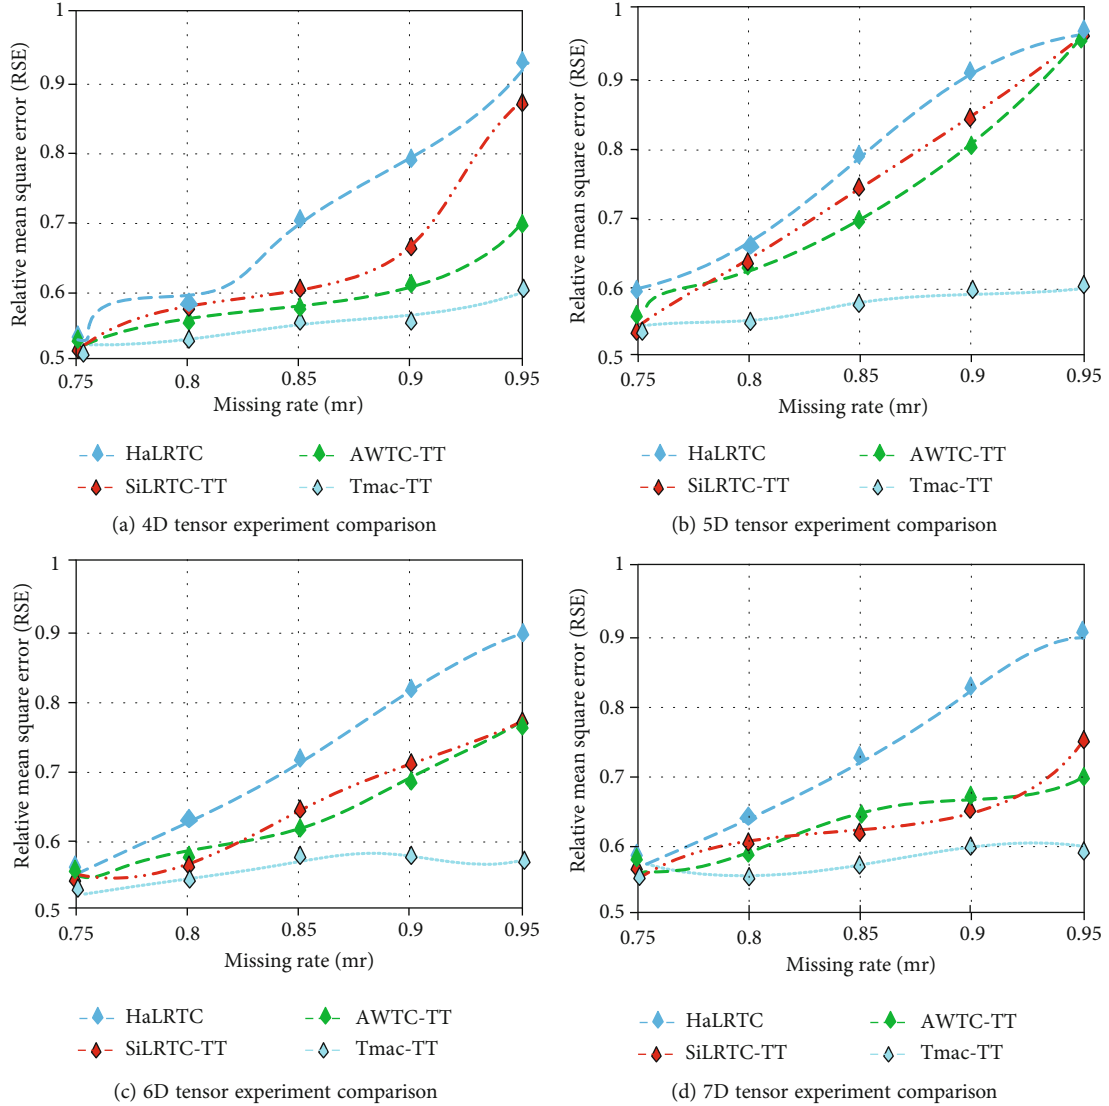 Relative mean square error (RSE)
1
0.9
0.8
0.7
0.6
0.5
0.75 0.8 0.85 0.9 0.95
Missing rate (mr)
HaLRTC AWTC-TT
SiLRTC-TT Tmac-TT
(a) 4D tensor experiment comparison
Relative mean square error (RSE)
1
0.9
0.8
0.7
0.6
0.5
0.75 0.8 0.85 0.9 0.95
Missing rate (mr)
HaLRTC AWTC-TT
SiLRTC-TT Tmac-TT
(b) 5D tensor experiment comparison
Relative mean square error (RSE)
1
0.9
0.8
0.7
0.6
0.5
0.75 0.8 0.85 0.9 0.95
Missing rate (mr)
HaLRTC AWTC-TT
SiLRTC-TT Tmac-TT
(c) 6D tensor experiment comparison
Relative mean square error (RSE)
1
0.9
0.8
0.7
0.6
0.5
0.75 0.8 0.85 0.9 0.95
Missing rate (mr)
HaLRTC AWTC-TT
SiLRTC-TT Tmac-TT
(d) 7D tensor experiment comparison